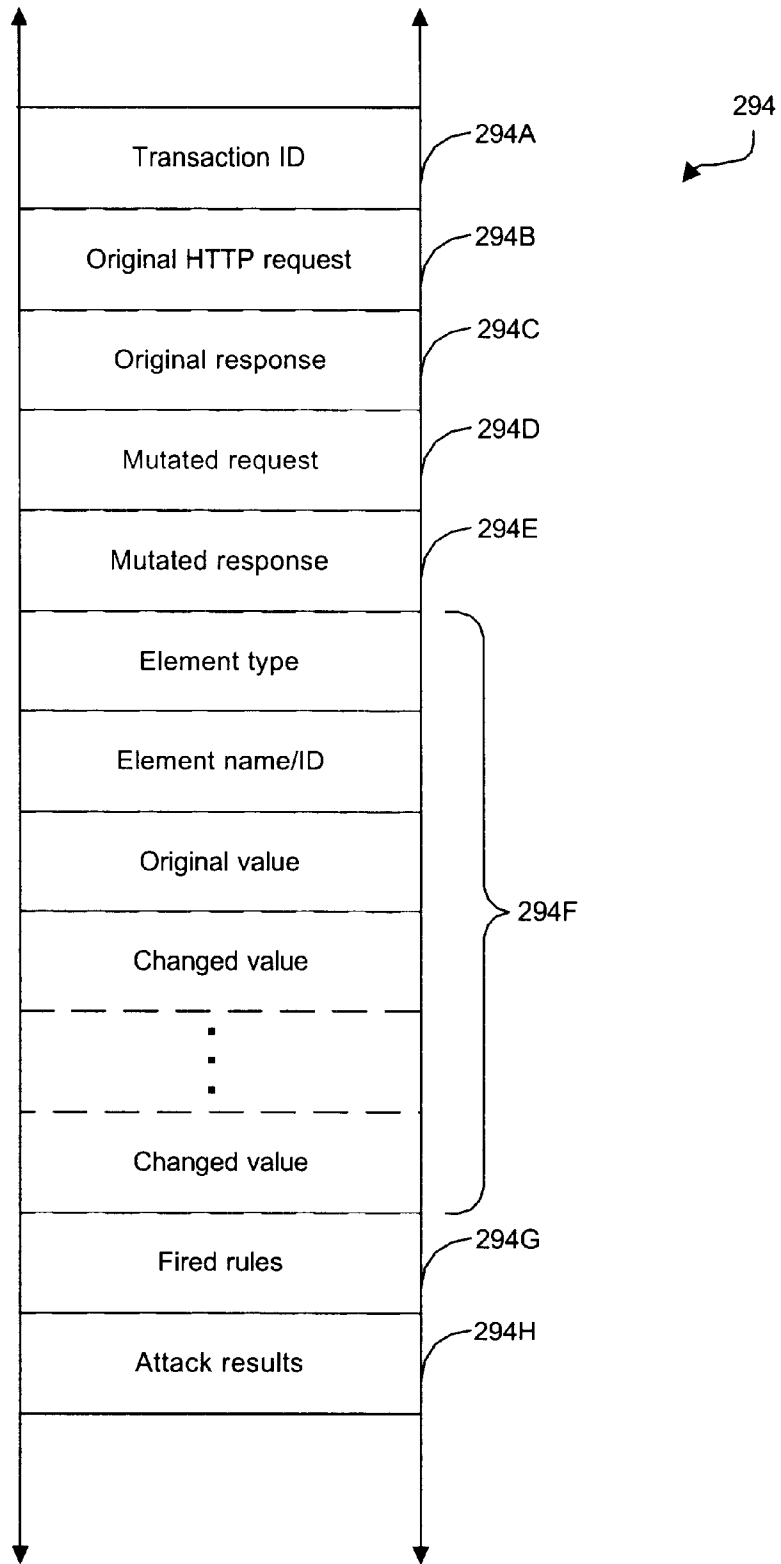 294
Transaction ID
294A
Original HTTP request
294B
Original response
294C
Mutated request
294D
Mutated response
294E
Element type
Element name/ID
Original value
Changed value
294F
Changed value
Fired rules
294G
Attack results
294H